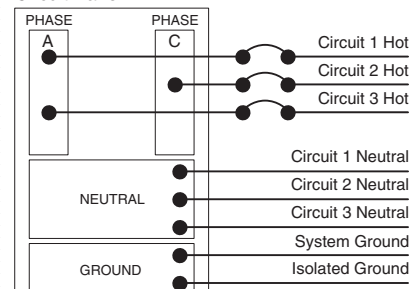 PHASE PHASE
A C
Circuit 1 Hot
Circuit 2 Hot
Circuit 3 Hot
Circuit 1 Neutral
Circuit 2 Neutral
NEUTRAL
Circuit 3 Neutral
System Ground
GROUND
Isolated Ground